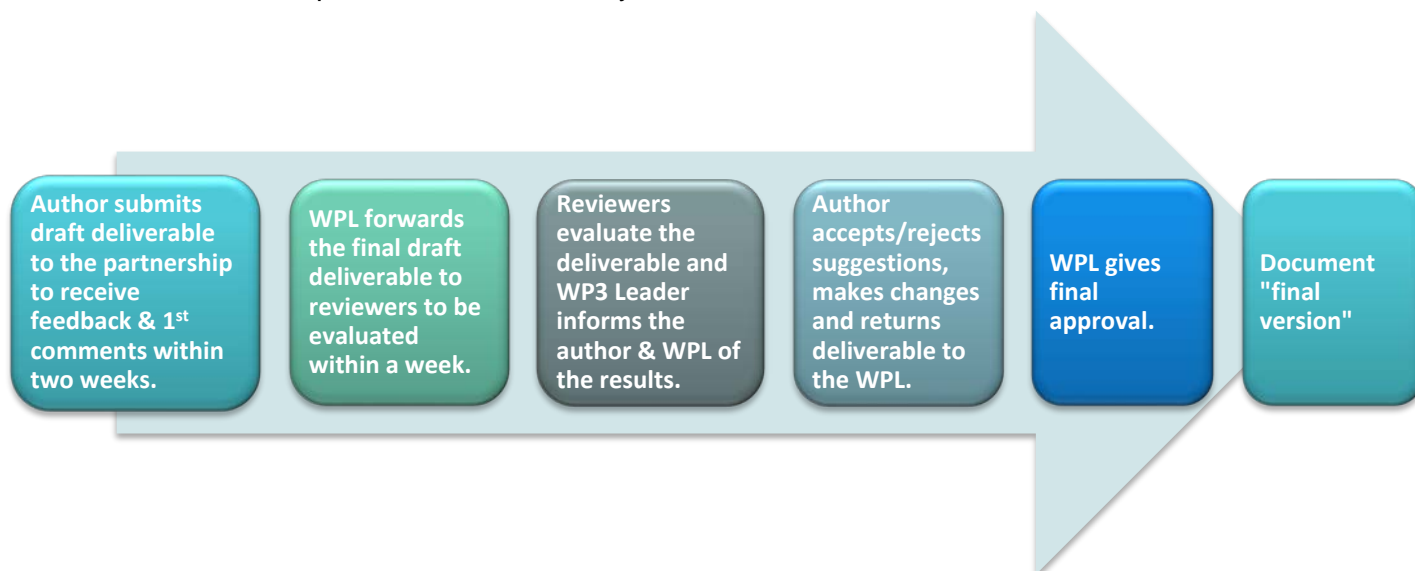 Author submits
draft deliverable
to the partnership
to receive
feedback & 1st
comments within
two weeks.
WPL forwards
the final draft
deliverable to
reviewers to be
evaluated
within a week.
Reviewers
evaluate the
deliverable and
WP3 Leader
informs the
author & WPL of
the results.
Author
accepts/rejects
suggestions,
makes changes
and returns
deliverable to
the WPL.
WPL gives
final
approval.
Document
"final
version"